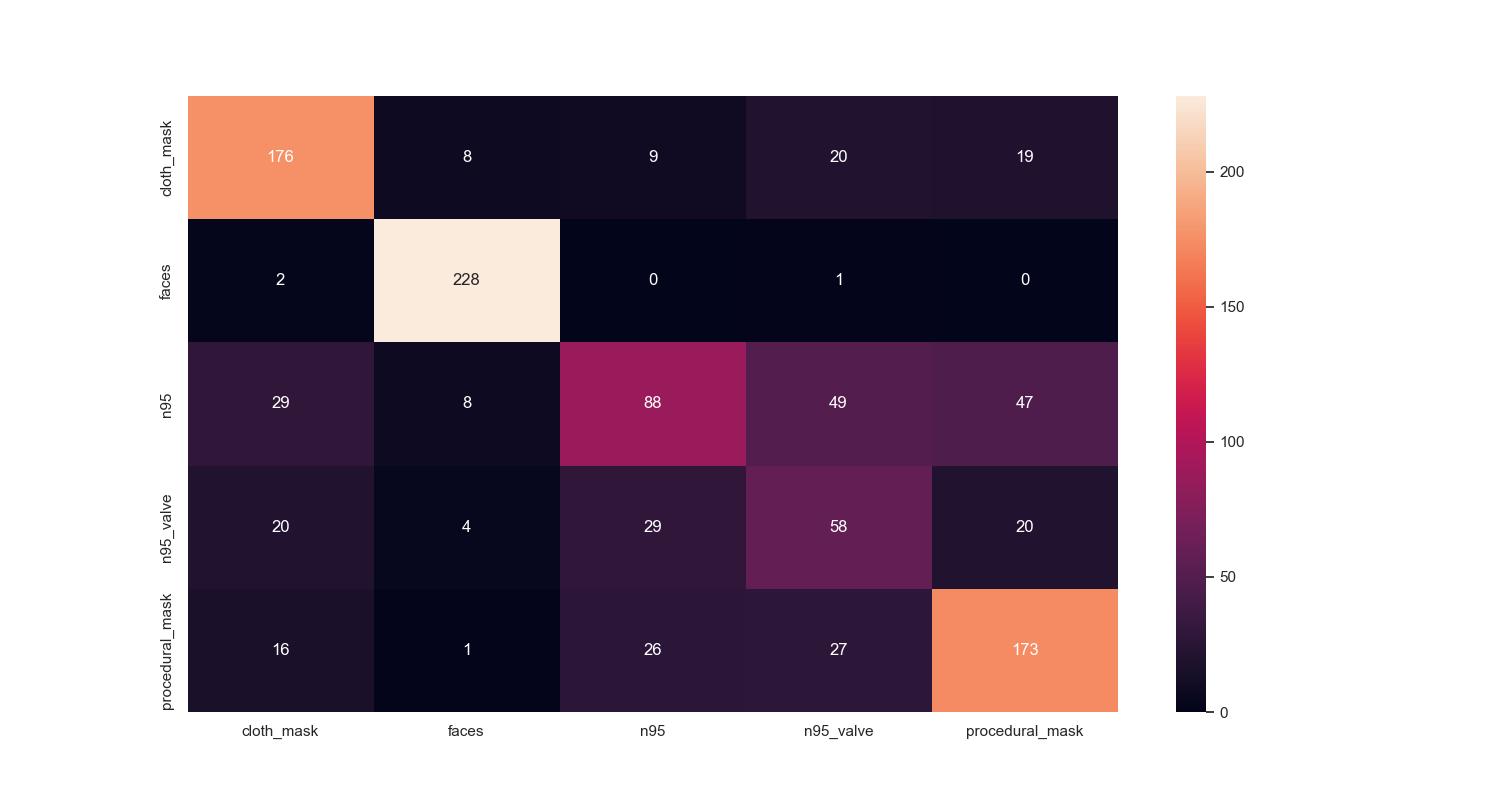 cloth_mask 176 8 9 20 19
faces 2 228 0 1 0
n95 29 8 88 49 47
n95_valve 20 4 29 58 20
procedural_mask 16 1 26 27 173
cloth_mask faces n95 n95_valve procedural_mask
200
150
100
50
0